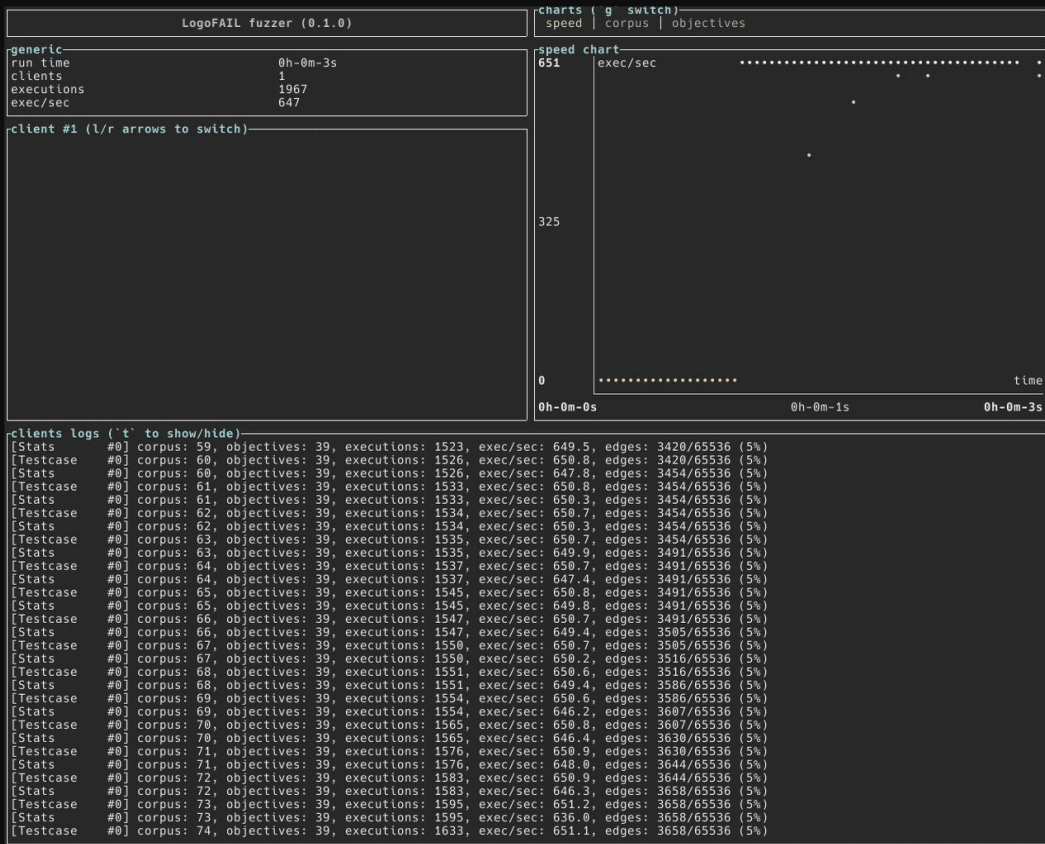 LogoFAIL fuzzer (0.1.0)
charts (`g` switch)
speed | corpus | objectives
generic
run time 0h-0m-3s
clients 1
executions 1967
exec/sec 647
speed chart
651 exec/sec
325
0 time
0h-0m-0s 0h-0m-1s 0h-0m-3s
client #1 (l/r arrows to switch)
clients logs (`t` to show/hide)
[Stats #0] corpus: 59, objectives: 39, executions: 1523, exec/sec: 649.5, edges: 3420/65536 (5%)
[Testcase #0] corpus: 60, objectives: 39, executions: 1526, exec/sec: 650.8, edges: 3420/65536 (5%)
[Stats #0] corpus: 60, objectives: 39, executions: 1526, exec/sec: 647.8, edges: 3454/65536 (5%)
[Testcase #0] corpus: 61, objectives: 39, executions: 1533, exec/sec: 650.8, edges: 3454/65536 (5%)
[Stats #0] corpus: 61, objectives: 39, executions: 1533, exec/sec: 650.3, edges: 3454/65536 (5%)
[Testcase #0] corpus: 62, objectives: 39, executions: 1534, exec/sec: 650.7, edges: 3454/65536 (5%)
[Stats #0] corpus: 62, objectives: 39, executions: 1534, exec/sec: 650.3, edges: 3454/65536 (5%)
[Testcase #0] corpus: 63, objectives: 39, executions: 1535, exec/sec: 650.7, edges: 3454/65536 (5%)
[Stats #0] corpus: 63, objectives: 39, executions: 1535, exec/sec: 649.9, edges: 3491/65536 (5%)
[Testcase #0] corpus: 64, objectives: 39, executions: 1537, exec/sec: 650.7, edges: 3491/65536 (5%)
[Stats #0] corpus: 64, objectives: 39, executions: 1537, exec/sec: 647.4, edges: 3491/65536 (5%)
[Testcase #0] corpus: 65, objectives: 39, executions: 1545, exec/sec: 650.8, edges: 3491/65536 (5%)
[Stats #0] corpus: 65, objectives: 39, executions: 1545, exec/sec: 649.8, edges: 3491/65536 (5%)
[Testcase #0] corpus: 66, objectives: 39, executions: 1547, exec/sec: 650.7, edges: 3491/65536 (5%)
[Stats #0] corpus: 66, objectives: 39, executions: 1547, exec/sec: 649.4, edges: 3505/65536 (5%)
[Testcase #0] corpus: 67, objectives: 39, executions: 1550, exec/sec: 650.7, edges: 3505/65536 (5%)
[Stats #0] corpus: 67, objectives: 39, executions: 1550, exec/sec: 650.2, edges: 3516/65536 (5%)
[Testcase #0] corpus: 68, objectives: 39, executions: 1551, exec/sec: 650.6, edges: 3516/65536 (5%)
[Stats #0] corpus: 68, objectives: 39, executions: 1551, exec/sec: 649.4, edges: 3586/65536 (5%)
[Testcase #0] corpus: 69, objectives: 39, executions: 1554, exec/sec: 650.6, edges: 3586/65536 (5%)
[Stats #0] corpus: 69, objectives: 39, executions: 1554, exec/sec: 646.2, edges: 3607/65536 (5%)
[Testcase #0] corpus: 70, objectives: 39, executions: 1565, exec/sec: 650.8, edges: 3607/65536 (5%)
[Stats #0] corpus: 70, objectives: 39, executions: 1565, exec/sec: 646.4, edges: 3630/65536 (5%)
[Testcase #0] corpus: 71, objectives: 39, executions: 1576, exec/sec: 650.9, edges: 3630/65536 (5%)
[Stats #0] corpus: 71, objectives: 39, executions: 1576, exec/sec: 648.0, edges: 3644/65536 (5%)
[Testcase #0] corpus: 72, objectives: 39, executions: 1583, exec/sec: 650.9, edges: 3644/65536 (5%)
[Stats #0] corpus: 72, objectives: 39, executions: 1583, exec/sec: 646.3, edges: 3658/65536 (5%)
[Testcase #0] corpus: 73, objectives: 39, executions: 1595, exec/sec: 651.2, edges: 3658/65536 (5%)
[Stats #0] corpus: 73, objectives: 39, executions: 1595, exec/sec: 636.0, edges: 3658/65536 (5%)
[Testcase #0] corpus: 74, objectives: 39, executions: 1633, exec/sec: 651.1, edges: 3658/65536 (5%)